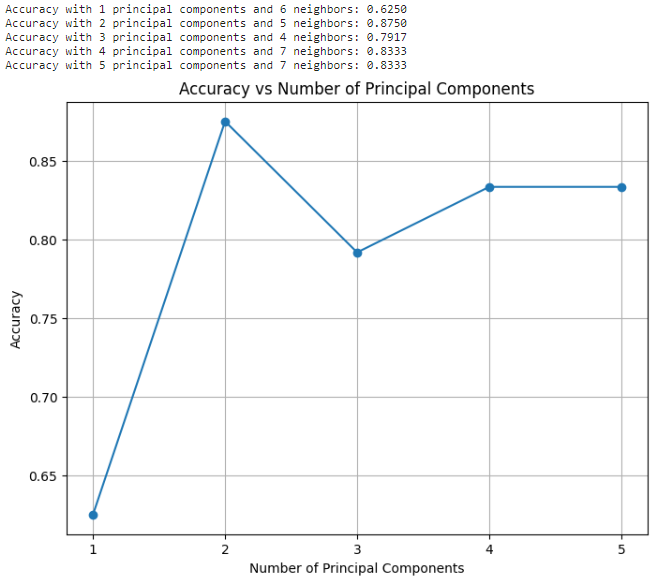 Accuracy with 1 principal components and 6 neighbors: 0.6250
Accuracy with 2 principal components and 5 neighbors: 0.8750
Accuracy with 3 principal components and 4 neighbors: 0.7917
Accuracy with 4 principal components and 7 neighbors: 0.8333
Accuracy with 5 principal components and 7 neighbors: 0.8333
Accuracy vs Number of Principal Components
0.85
0.80
0.75
0.70
0.65
Accuracy
1 2 3 4 5
Number of Principal Components